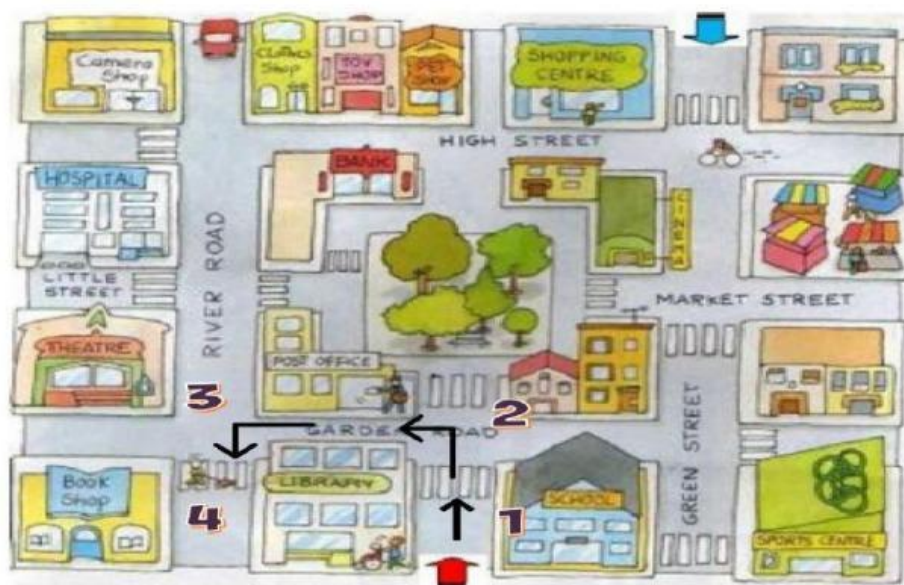 Camera
Shop
CLOTHES
SHOP
TOY
SHOP
PET
SHOP
SHOPPING
CENTRE
HIGH STREET
HOSPITAL
BANK
CINEMA
LITTLE
STREET
RIVER ROAD
MARKET STREET
THEATRE
POST OFFICE
3
2
GARDEN ROAD
GREEN STREET
BOOK
Shop
LIBRARY
SCHOOL
4
1
SPORTS CENTRE